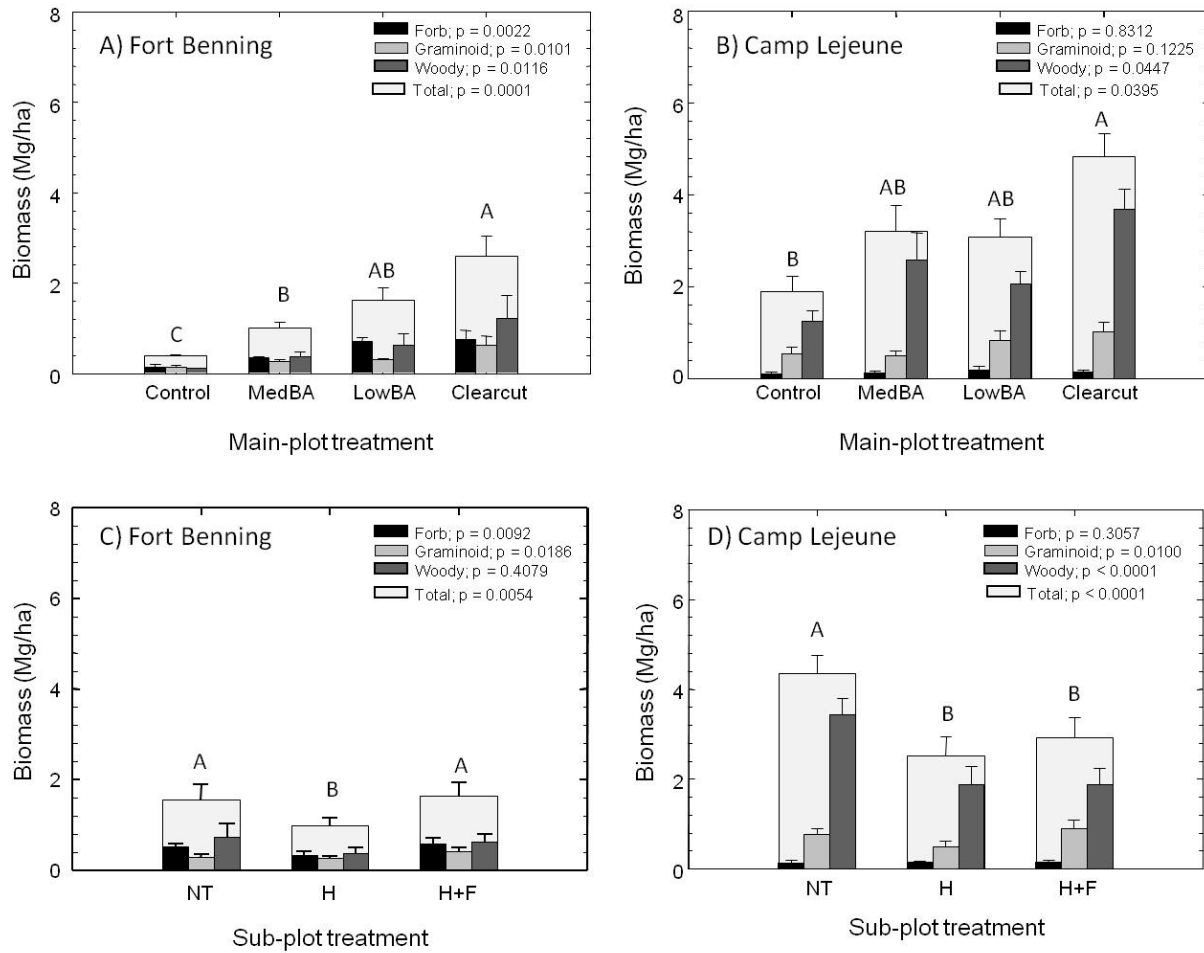 A) Fort Benning
Forb; p = 0.0022
Graminoid; p = 0.0101
Woody; p = 0.0116
Total; p = 0.0001
Biomass (Mg/ha)
8
6
4
2
0
C
B
AB
A
Control MedBA LowBA Clearcut
Main-plot treatment
B) Camp Lejeune
Forb; p = 0.8312
Graminoid; p = 0.1225
Woody; p = 0.0447
Total; p = 0.0395
Biomass (Mg/ha)
8
6
4
2
0
B
AB
AB
A
Control MedBA LowBA Clearcut
Main-plot treatment
C) Fort Benning
Forb; p = 0.0092
Graminoid; p = 0.0186
Woody; p = 0.4079
Total; p = 0.0054
Biomass (Mg/ha)
8
6
4
2
0
A
B
A
NT H H+F
Sub-plot treatment
D) Camp Lejeune
Forb; p = 0.3057
Graminoid; p = 0.0100
Woody; p < 0.0001
Total; p < 0.0001
Biomass (Mg/ha)
8
6
4
2
0
A
B
B
NT H H+F
Sub-plot treatment